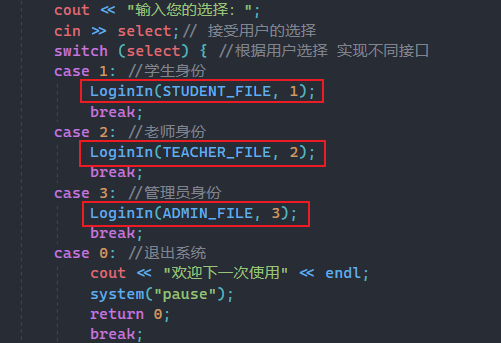 cout << "输入您的选择: ";
cin >> select;// 接受用户的选择
switch (select) { //根据用户选择 实现不同接口
case 1: //学生身份
LoginIn(STUDENT_FILE, 1);
break;
case 2: //老师身份
LoginIn(TEACHER_FILE, 2);
break;
case 3: //管理员身份
LoginIn(ADMIN_FILE, 3);
break;
case 0: //退出系统
cout << "欢迎下一次使用" << endl;
system("pause");
return 0;
break;